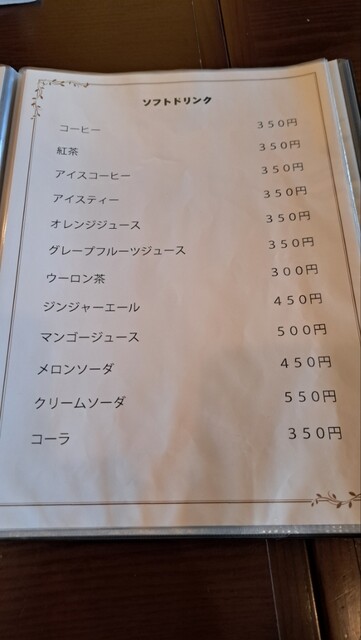 ソフトドリンク
コーヒー ３５０円
紅茶 ３５０円
アイスコーヒー ３５０円
アイスティー ３５０円
オレンジジュース ３５０円
グレープフルーツジュース ３５０円
ウーロン茶 ３００円
ジンジャーエール ４５０円
マンゴージュース ５００円
メロンソーダ ４５０円
クリームソーダ ５５０円
コーラ ３５０円